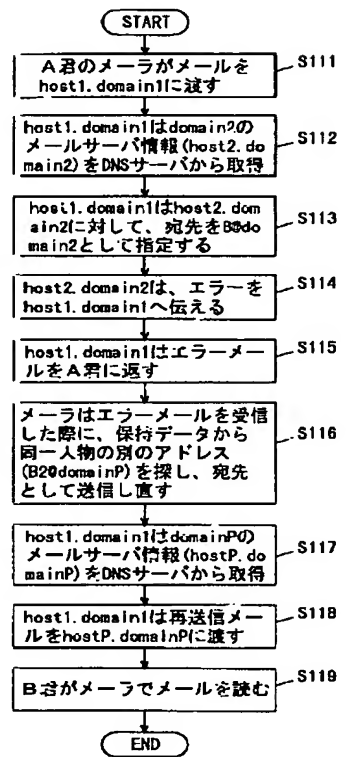 START
A君のメーラがメールを
host1.domain1に渡す
S111
host1.domain1はdomain2の
メールサーバ情報(host2.do
main2)をDNSサーバから取得
S112
host1.domain1はhost2.dom
ain2に対して、宛先をB@do
main2として指定する
S113
host2.domain2は、エラーを
host1.domain1へ伝える
S114
host1.domain1はエラーメー
ルをA君に返す
S115
メーラはエラーメールを受信
した際に、保持データから
同一人物の別のアドレス
(B2@domainP)を探し、宛先
として送信し直す
S116
host1.domain1はdomainPの
メールサーバ情報(hostP.do
mainP)をDNSサーバから取得
S117
host1.domain1は再送信メー
ルをhostP.domainPに渡す
S118
B君がメーラでメールを読む
S119
END